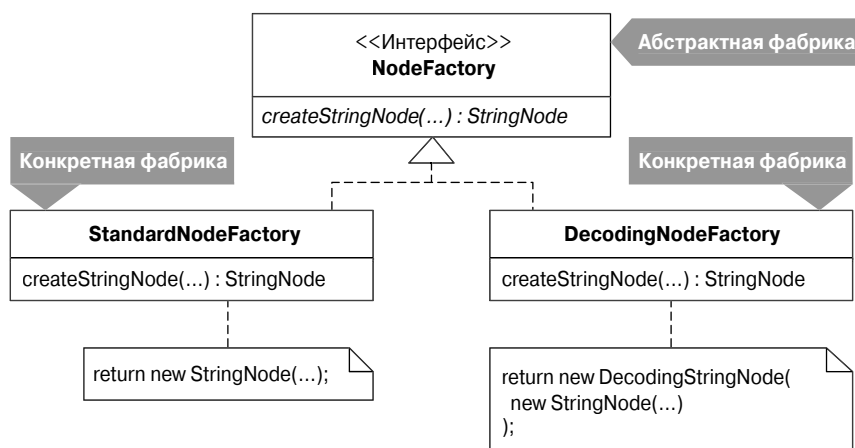 <<Интерфейс>>
NodeFactory
Абстрактная фабрика
createStringNode(...) : StringNode
Конкретная фабрика
Конкретная фабрика
StandardNodeFactory
DecodingNodeFactory
createStringNode(...) : StringNode
createStringNode(...) : StringNode
return new StringNode(...);
return new DecodingStringNode(
new StringNode(...)
);